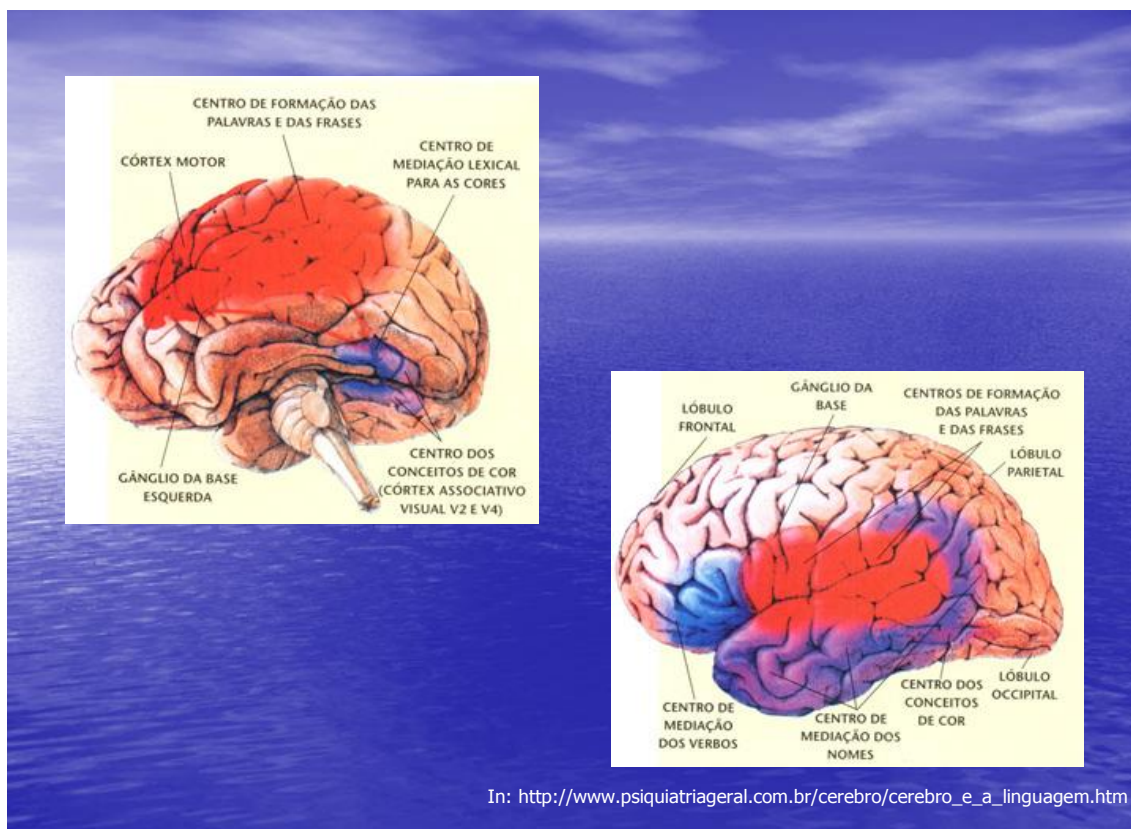 CENTRO DE FORMAÇÃO DAS
PALAVRAS E DAS FRASES
CÓRTEX MOTOR
CENTRO DE
MEDIAÇÃO LEXICAL
PARA AS CORES
GÂNGLIO DA BASE
ESQUERDA
CENTRO DOS
CONCEITOS DE COR
(CÓRTEX ASSOCIATIVO
VISUAL V2 E V4)
LÓBULO
FRONTAL
GÂNGLIO DA
BASE
CENTROS DE FORMAÇÃO
DAS PALAVRAS
E DAS FRASES
LÓBULO
PARIETAL
CENTRO DE
MEDIAÇÃO
DOS VERBOS
CENTRO DE
MEDIAÇÃO DOS
NOMES
CENTRO DOS
CONCEITOS
DE COR
LÓBULO
OCCIPITAL
In: http://www.psiquiatriageral.com.br/cerebro/cerebro_e_a_linguagem.htm